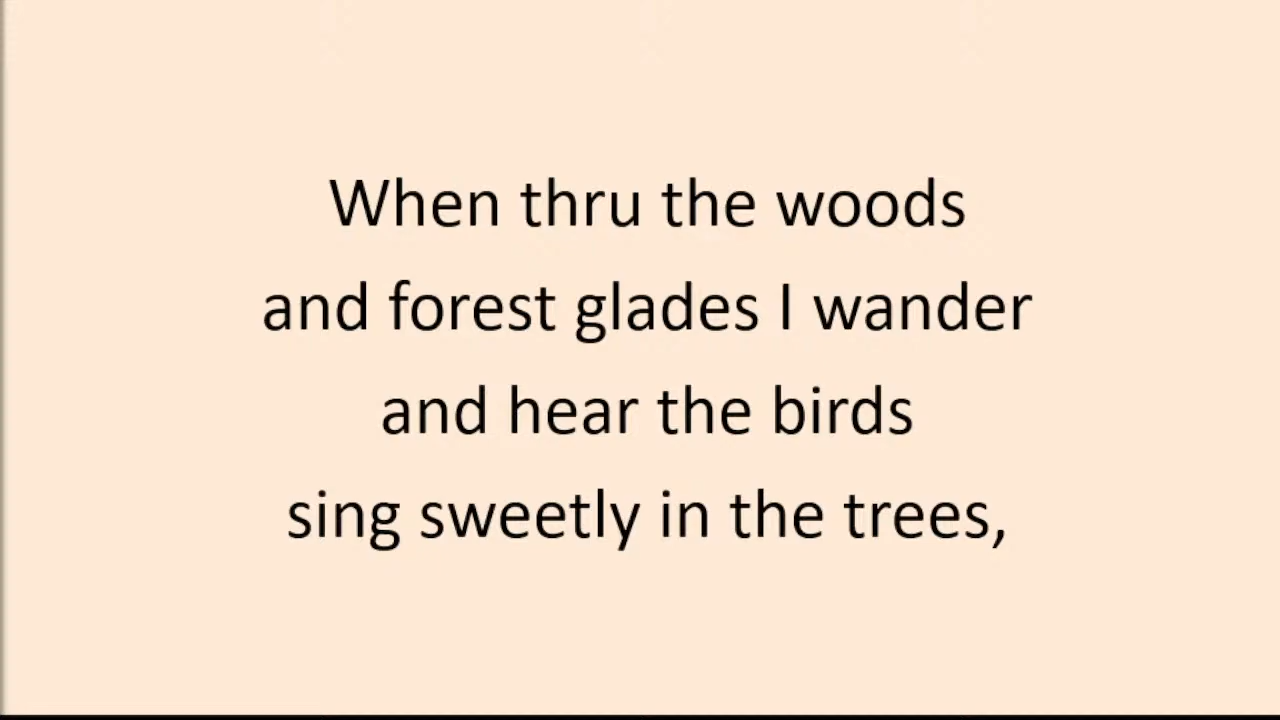 When thru the woods
and forest glades I wander
and hear the birds
sing sweetly in the trees,